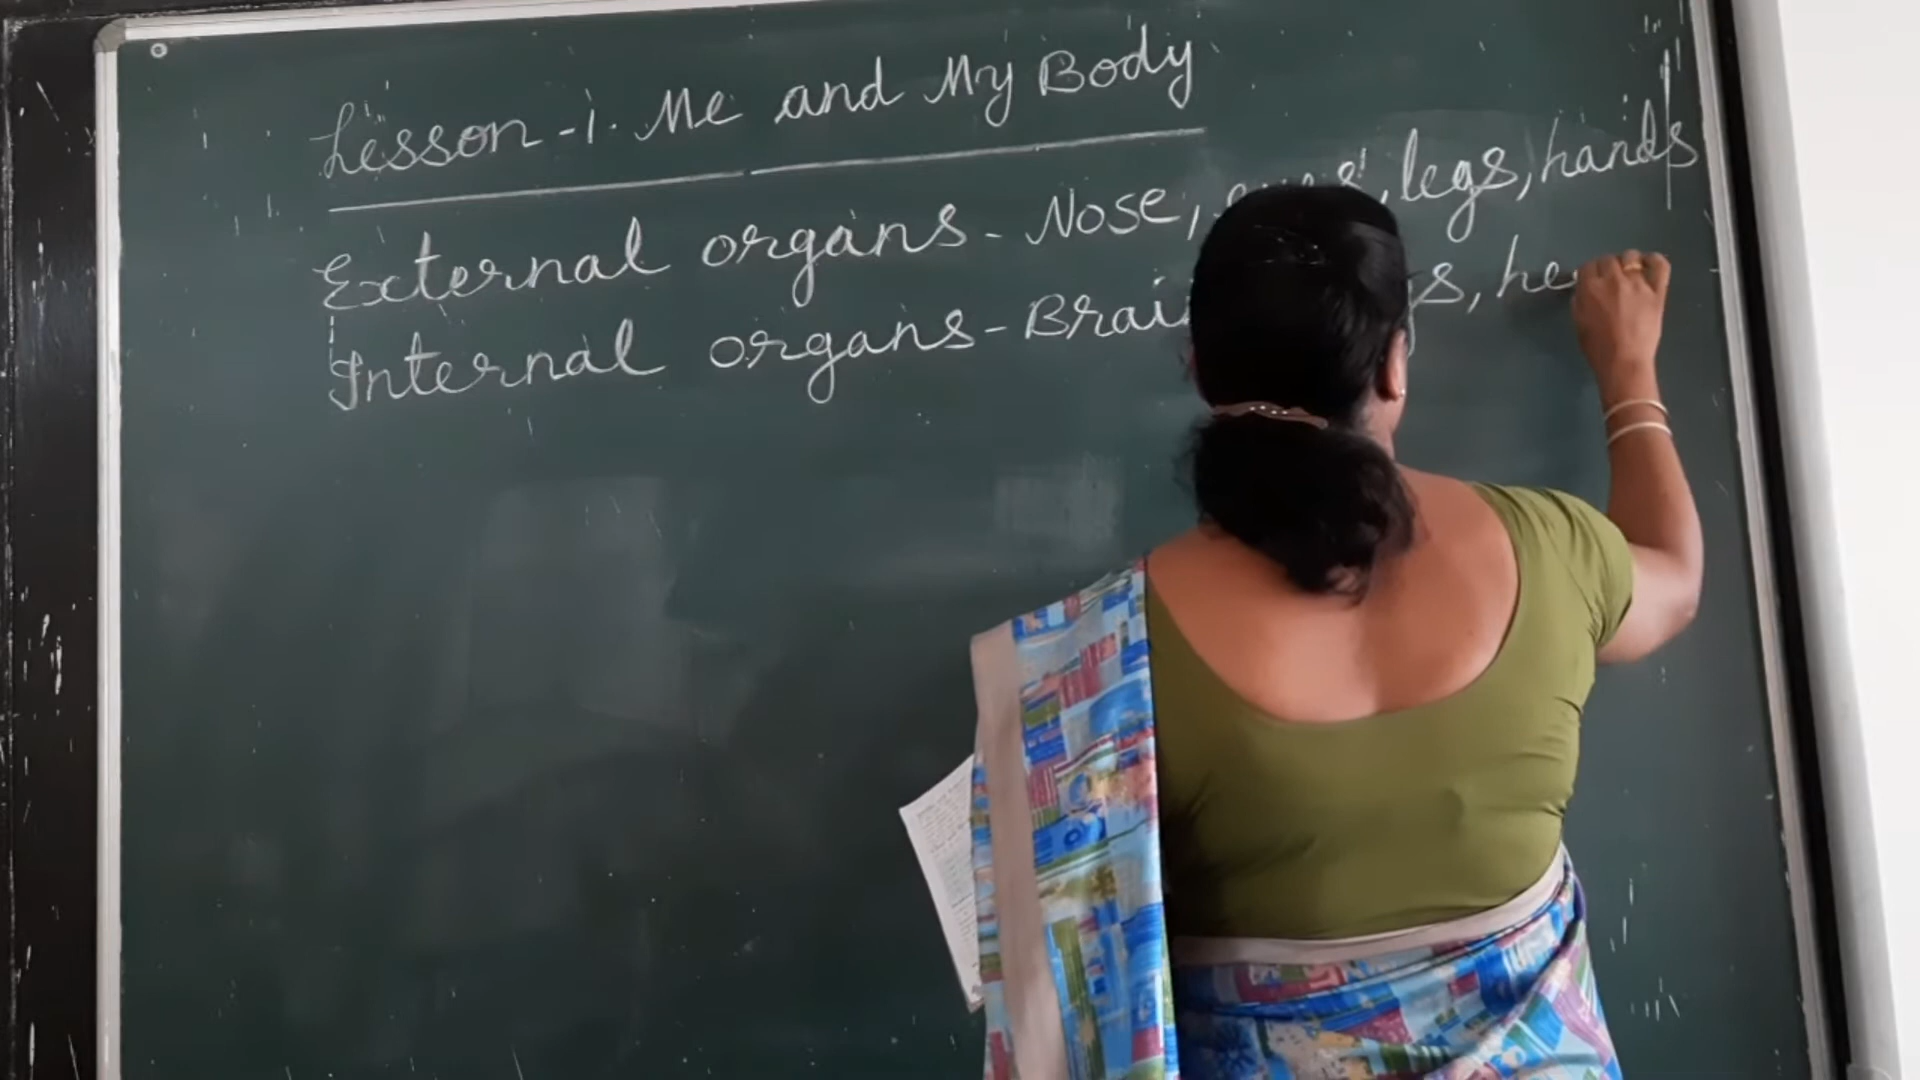 Lesson-1. Me and My Body
External organs - Nose, legs, hands
Internal organs - Brai